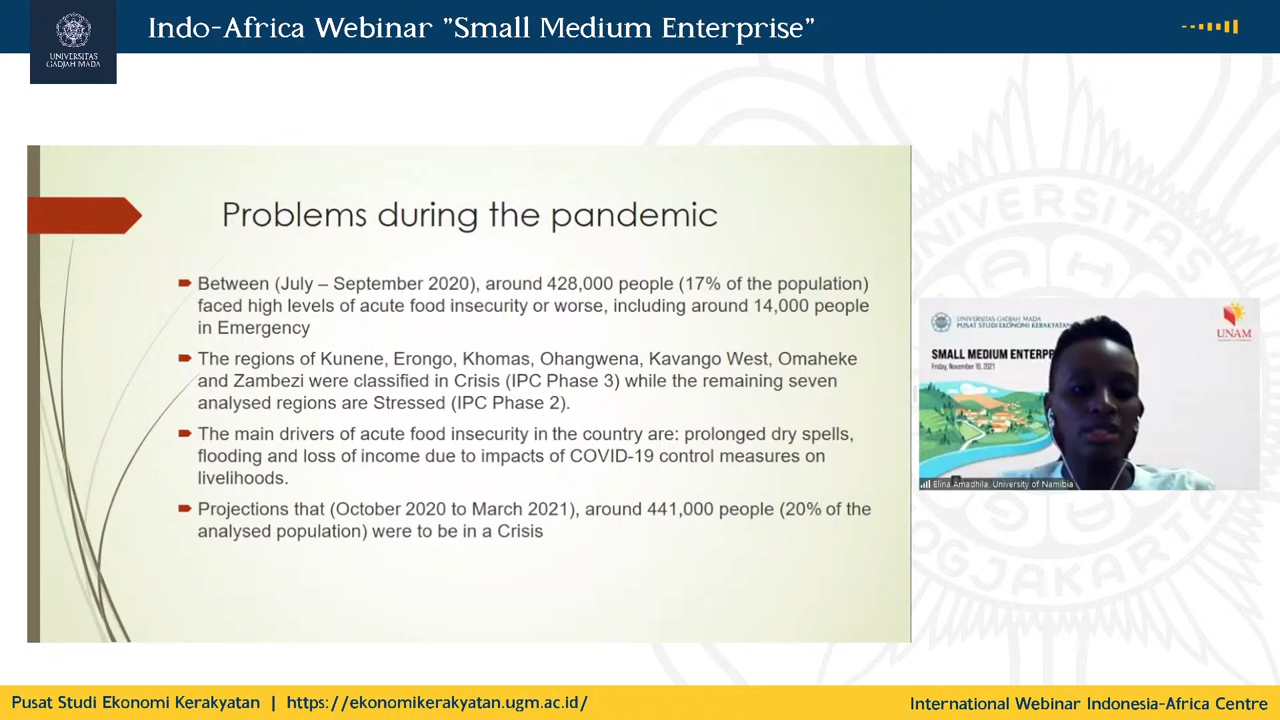 Indo-Africa Webinar "Small Medium Enterprise"
UNIVERSITAS
GADJAH MADA
Problems during the pandemic
Between (July – September 2020), around 428,000 people (17% of the population)
faced high levels of acute food insecurity or worse, including around 14,000 people
in Emergency
The regions of Kunene, Erongo, Khomas, Ohangwena, Kavango West, Omaheke
and Zambezi were classified in Crisis (IPC Phase 3) while the remaining seven
analysed regions are Stressed (IPC Phase 2).
The main drivers of acute food insecurity in the country are: prolonged dry spells,
flooding and loss of income due to impacts of COVID-19 control measures on
livelihoods.
Projections that (October 2020 to March 2021), around 441,000 people (20% of the
analysed population) were to be in a Crisis
UNIVERSITAS GADJAH MADA
PUSAT STUDI EKONOMI KERAKYATAN
UNAM
SMALL MEDIUM ENTERP
Friday, November 19, 2021
Elina Amadhila, University of Namibia
Pusat Studi Ekonomi Kerakyatan | https://ekonomikerakyatan.ugm.ac.id/
International Webinar Indonesia-Africa Centre